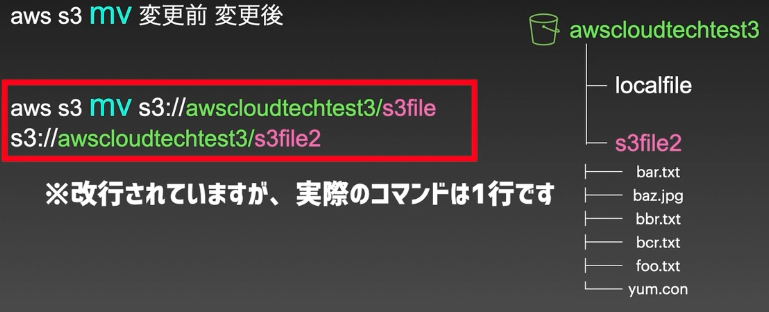 aws s3 mv 変更前 変更後
aws s3 mv s3://awscloudtechtest3/s3file
s3://awscloudtechtest3/s3file2
※改行されていますが、実際のコマンドは1行です
awscloudtechtest3
localfile
s3file2
bar.txt
baz.jpg
bbr.txt
bcr.txt
foo.txt
yum.con